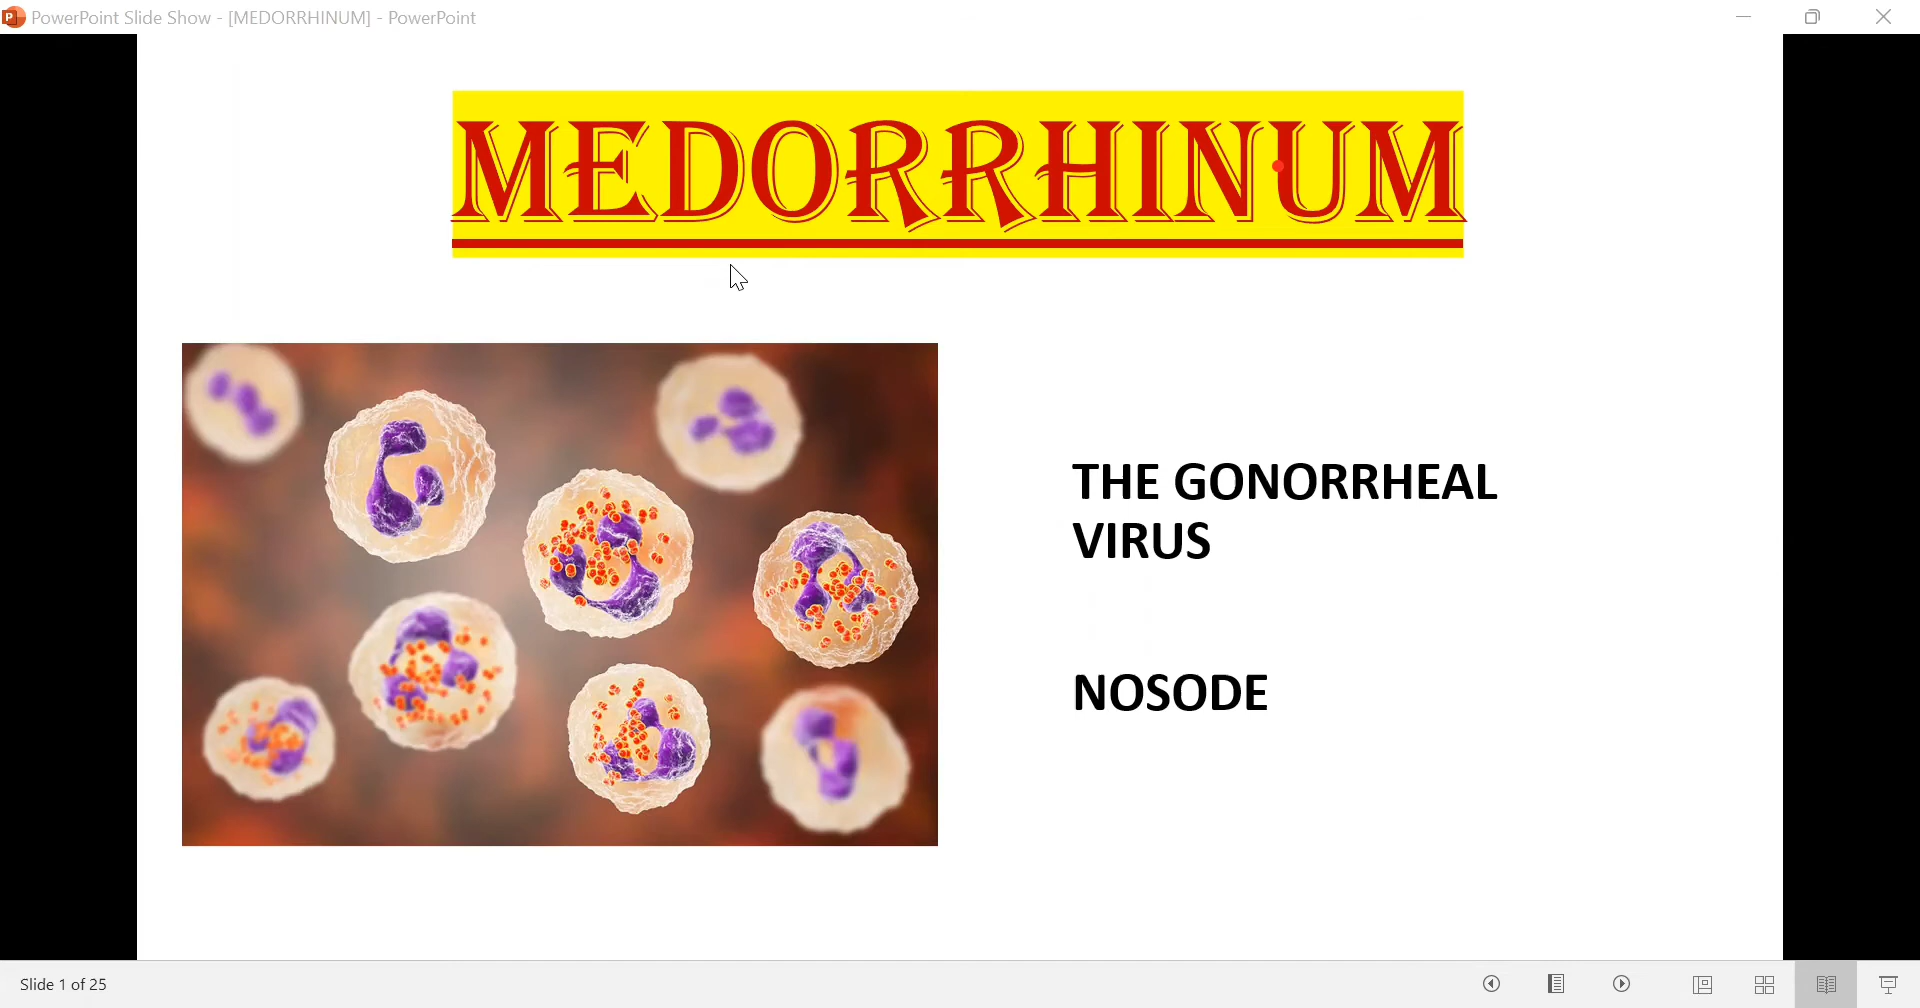 PowerPoint Slide Show - [MEDORRHINUM] - PowerPoint
MEDORRHINUM
THE GONORRHEAL
VIRUS
NOSODE
Slide 1 of 25